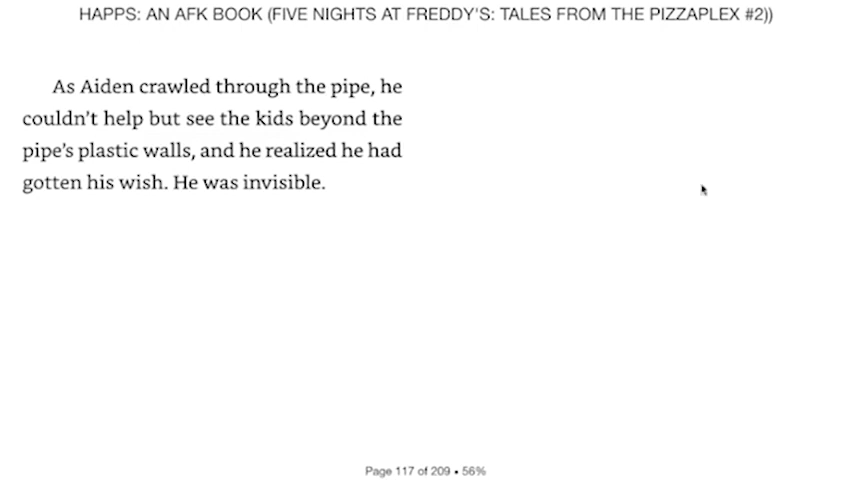 HAPPS: AN AFK BOOK (FIVE NIGHTS AT FREDDY'S: TALES FROM THE PIZZAPLEX #2))
As Aiden crawled through the pipe, he
couldn't help but see the kids beyond the
pipe's plastic walls, and he realized he had
gotten his wish. He was invisible.
Page 117 of 209 • 56%